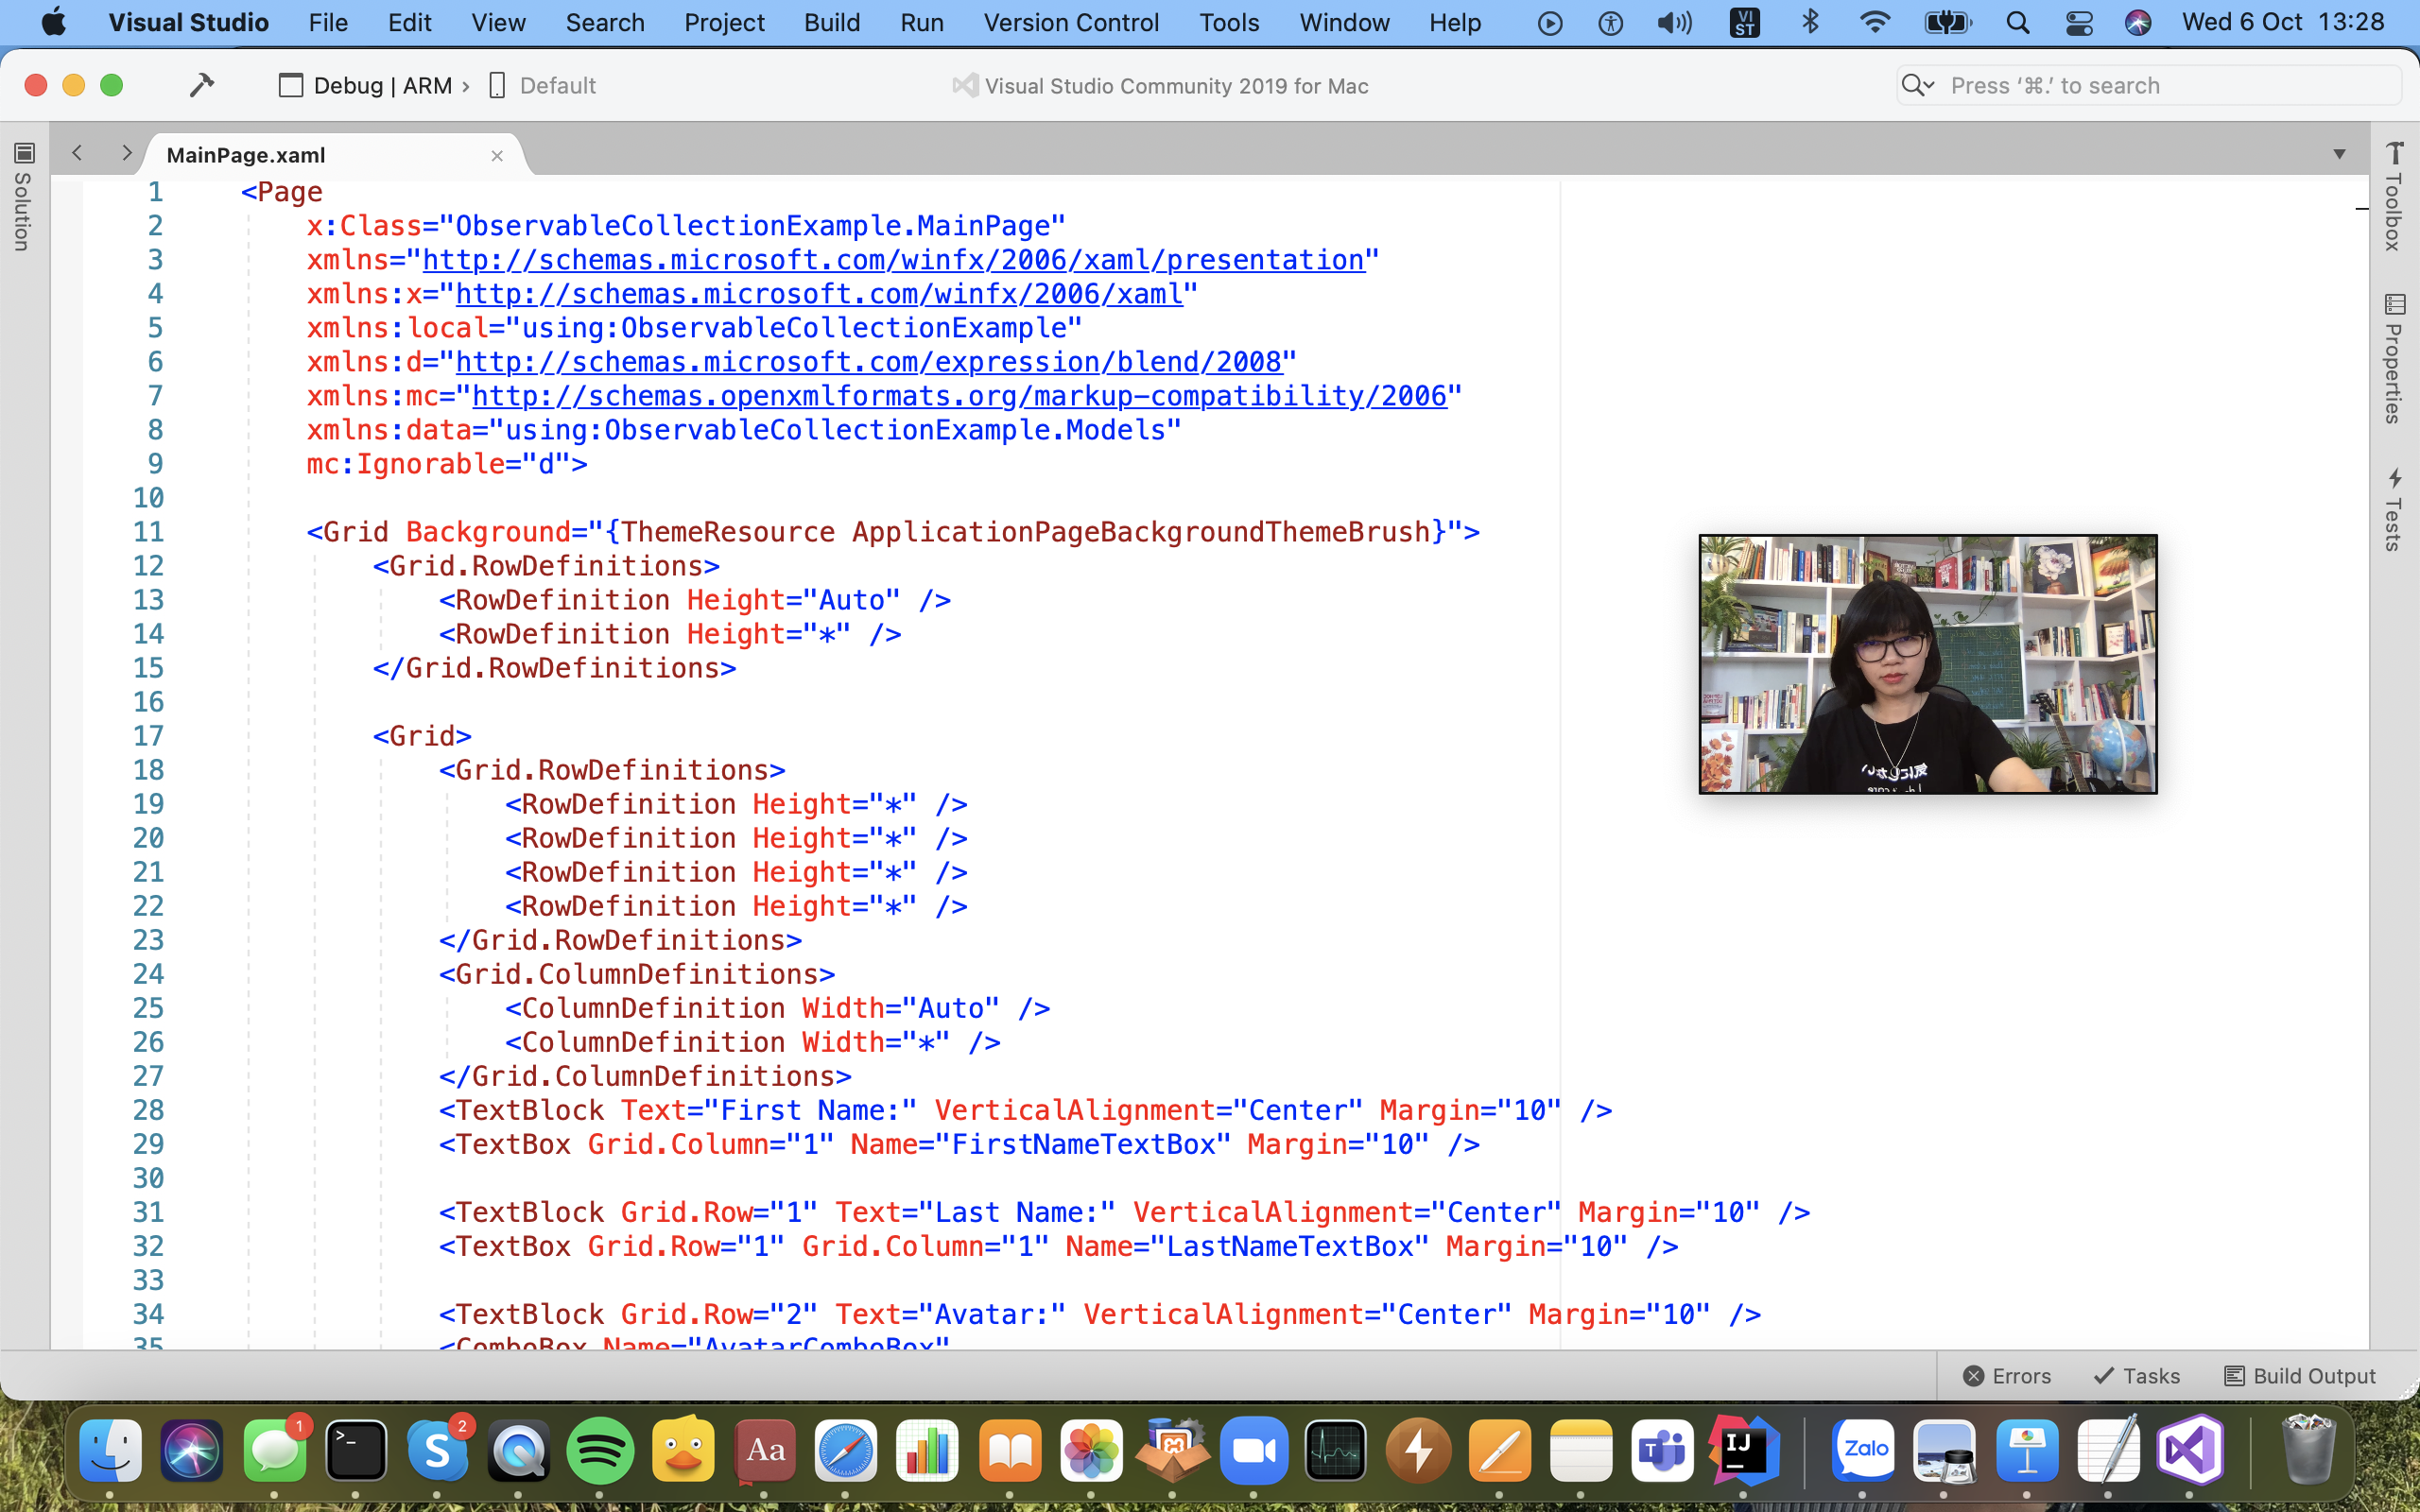 Visual Studio File Edit View Search Project Build Run Version Control Tools Window Help VI ST Wed 6 Oct 13:28
Debug | ARM › Default Visual Studio Community 2019 for Mac Press ‘⌘.’ to search
Solution
MainPage.xaml
Toolbox
Properties
Tests
1 <Page
2 x:Class="ObservableCollectionExample.MainPage"
3 xmlns="http://schemas.microsoft.com/winfx/2006/xaml/presentation"
4 xmlns:x="http://schemas.microsoft.com/winfx/2006/xaml"
5 xmlns:local="using:ObservableCollectionExample"
6 xmlns:d="http://schemas.microsoft.com/expression/blend/2008"
7 xmlns:mc="http://schemas.openxmlformats.org/markup-compatibility/2006"
8 xmlns:data="using:ObservableCollectionExample.Models"
9 mc:Ignorable="d">
10
11 <Grid Background="{ThemeResource ApplicationPageBackgroundThemeBrush}">
12 <Grid.RowDefinitions>
13 <RowDefinition Height="Auto" />
14 <RowDefinition Height="*" />
15 </Grid.RowDefinitions>
16
17 <Grid>
18 <Grid.RowDefinitions>
19 <RowDefinition Height="*" />
20 <RowDefinition Height="*" />
21 <RowDefinition Height="*" />
22 <RowDefinition Height="*" />
23 </Grid.RowDefinitions>
24 <Grid.ColumnDefinitions>
25 <ColumnDefinition Width="Auto" />
26 <ColumnDefinition Width="*" />
27 </Grid.ColumnDefinitions>
28 <TextBlock Text="First Name:" VerticalAlignment="Center" Margin="10" />
29 <TextBox Grid.Column="1" Name="FirstNameTextBox" Margin="10" />
30
31 <TextBlock Grid.Row="1" Text="Last Name:" VerticalAlignment="Center" Margin="10" />
32 <TextBox Grid.Row="1" Grid.Column="1" Name="LastNameTextBox" Margin="10" />
33
34 <TextBlock Grid.Row="2" Text="Avatar:" VerticalAlignment="Center" Margin="10" />
35 <ComboBox Name="AvatarComboBox"
Errors Tasks Build Output
1 >_ S 2 Aa T IJ Zalo